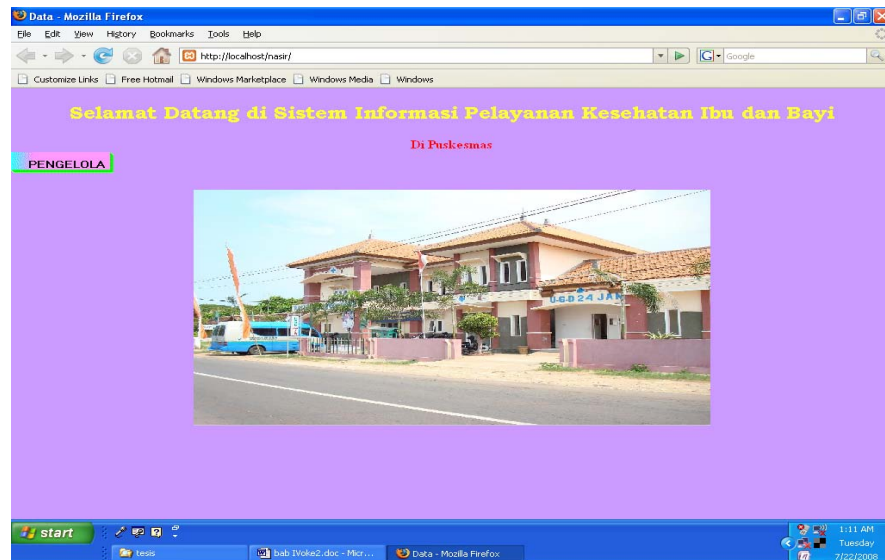 Data - Mozilla Firefox
File Edit View History Bookmarks Tools Help
http://localhost/nasir/
G Google
Customize Links Free Hotmail Windows Marketplace Windows Media Windows
Selamat Datang di Sistem Informasi Pelayanan Kesehatan Ibu dan Bayi
Di Puskesmas
PENGELOLA
UGD 24 JAM
start
1:11 AM
Tuesday
7/22/2008
tesis
bab IVoke2.doc - Micr...
Data - Mozilla Firefox